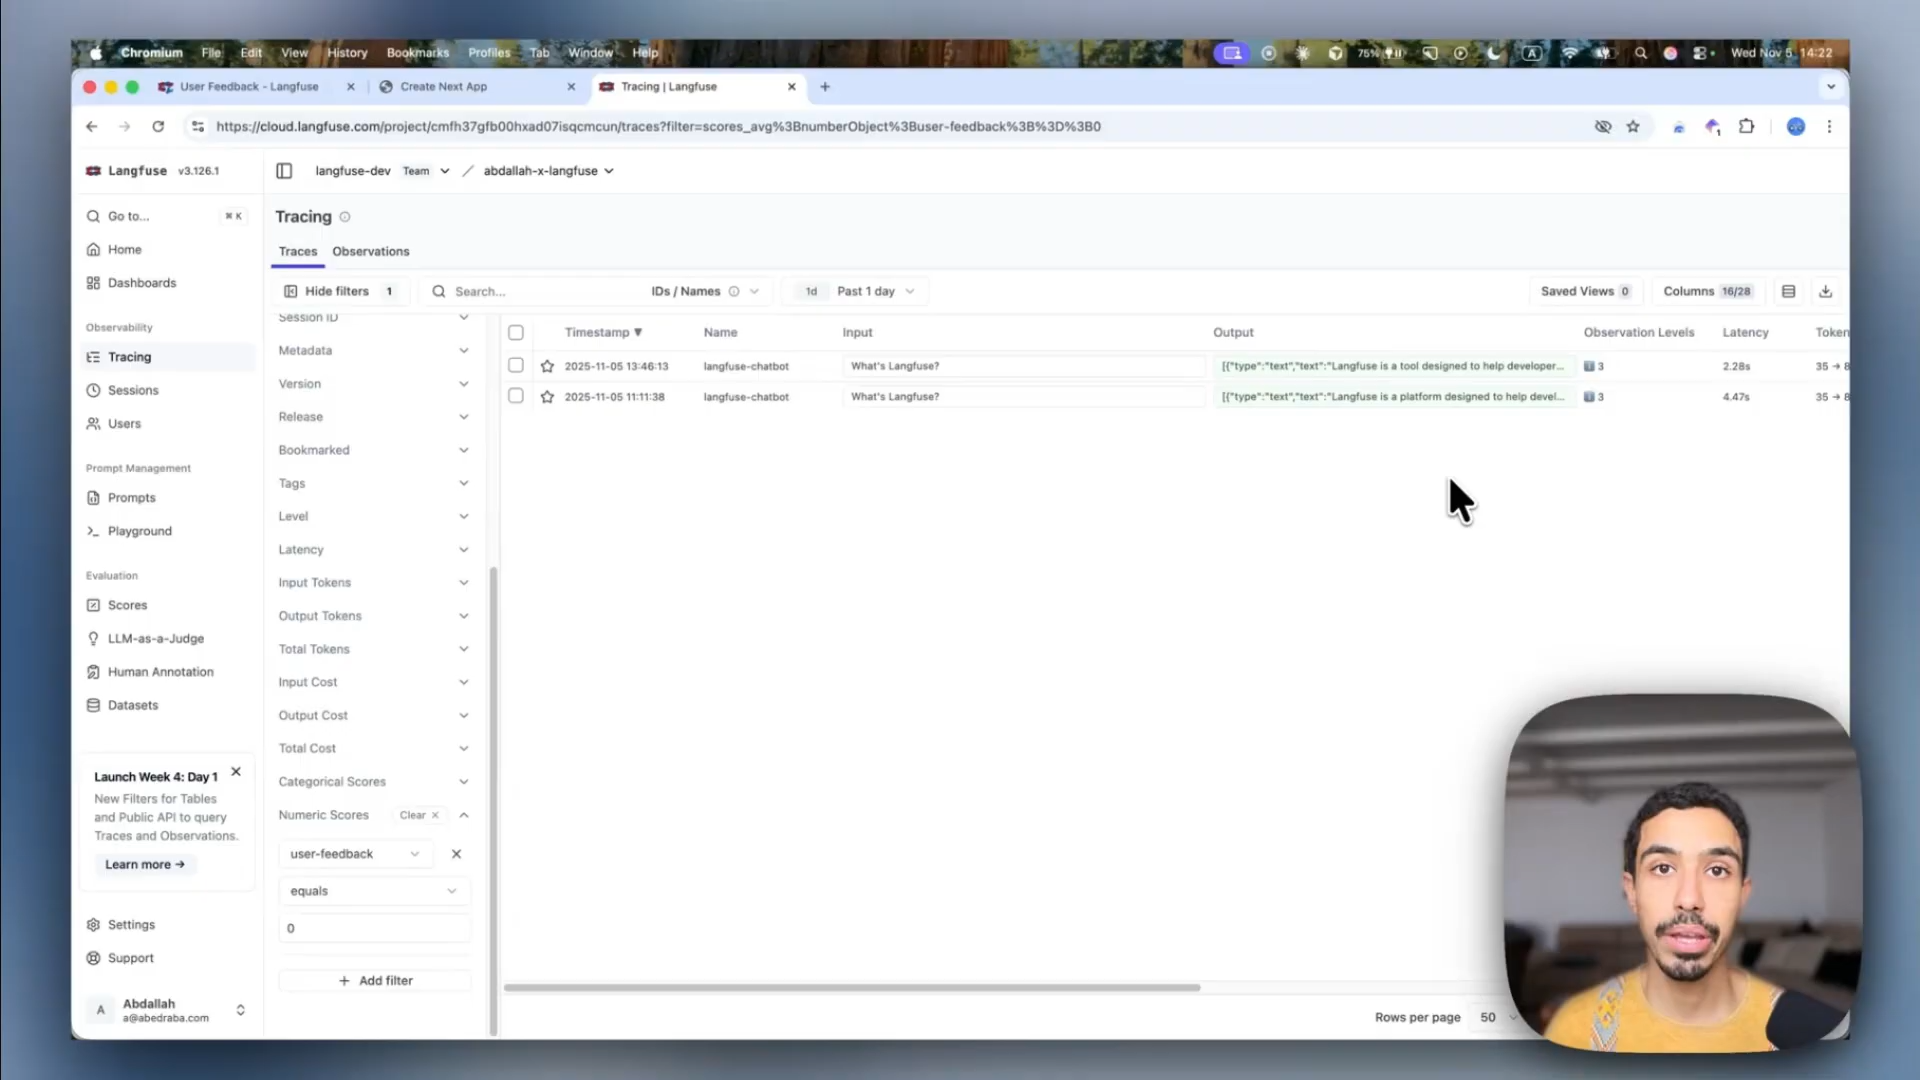 Chromium File Edit View History Bookmarks Profiles Tab Window Help 75% A Wed Nov 5 14:22
User Feedback - Langfuse Create Next App Tracing | Langfuse
https://cloud.langfuse.com/project/cmfh37gfb00hxad07isqcmcun/traces?filter=scores_avg%3BnumberObject%3Buser-feedback%3B%3D%3B0
Langfuse v3.126.1
langfuse-dev Team / abdallah-x-langfuse
Go to... ⌘ K
Home
Dashboards
Observability
Tracing
Sessions
Users
Prompt Management
Prompts
Playground
Evaluation
Scores
LLM-as-a-Judge
Human Annotation
Datasets
Launch Week 4: Day 1
New Filters for Tables
and Public API to query
Traces and Observations.
Learn more →
Settings
Support
A Abdallah
a@abedraba.com
Tracing
Traces Observations
Hide filters 1 Search... IDs / Names 1d Past 1 day Saved Views 0 Columns 16/28
Session ID
Metadata
Version
Release
Bookmarked
Tags
Level
Latency
Input Tokens
Output Tokens
Total Tokens
Input Cost
Output Cost
Total Cost
Categorical Scores
Numeric Scores Clear
user-feedback
equals
0
+ Add filter
Timestamp ▼ Name Input Output Observation Levels Latency Token
2025-11-05 13:46:13 langfuse-chatbot What's Langfuse? [{"type":"text","text":"Langfuse is a tool designed to help developer... 3 2.28s 35 → 8
2025-11-05 11:11:38 langfuse-chatbot What's Langfuse? [{"type":"text","text":"Langfuse is a platform designed to help devel... 3 4.47s 35 → 8
Rows per page 50